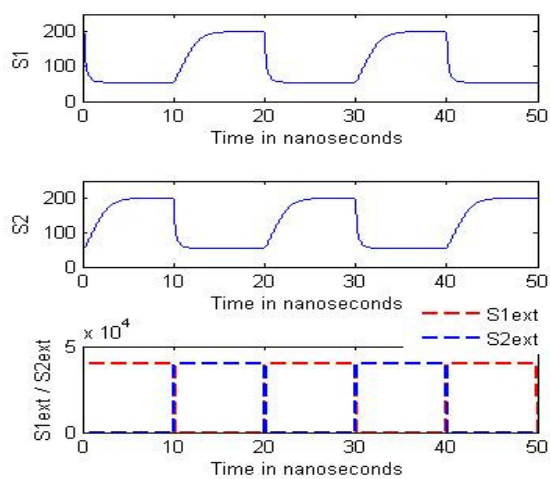 200
100
0
S1
0 10 20 30 40 50
Time in nanoseconds
200
100
0
S2
0 10 20 30 40 50
Time in nanoseconds
S1ext
S2ext
x 10^4
5
0
S1ext / S2ext
0 10 20 30 40 50
Time in nanoseconds